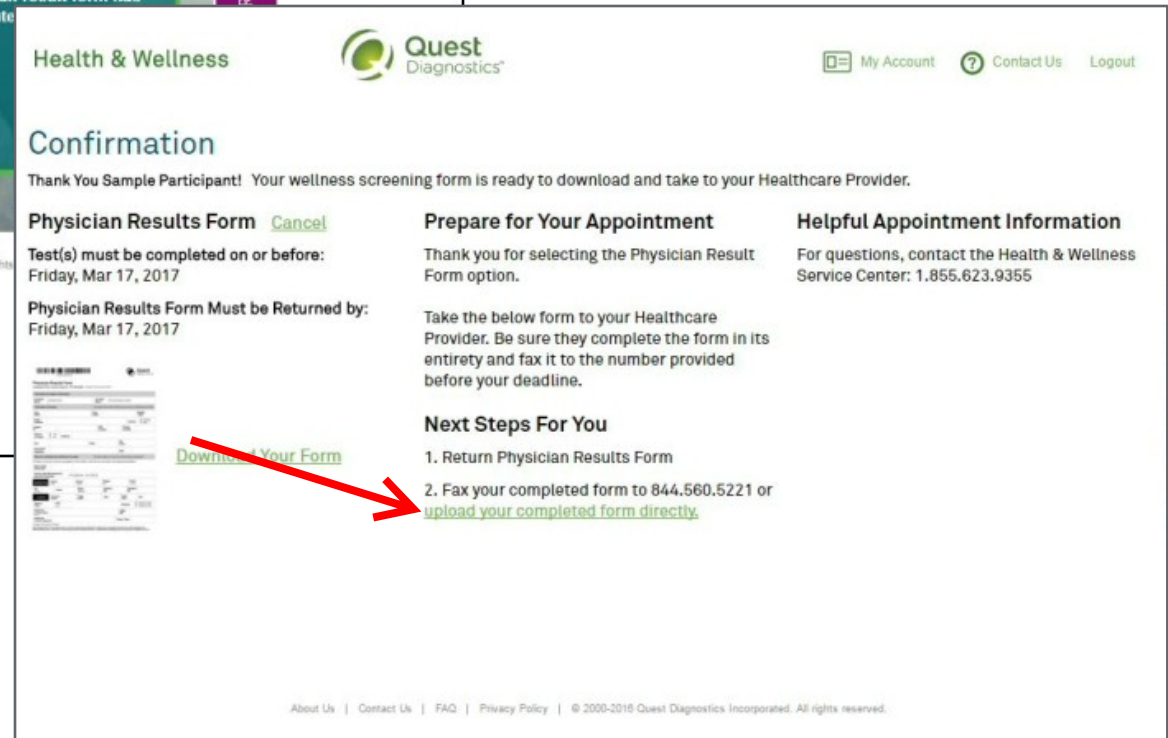 Health & Wellness
Quest
Diagnostics
My Account
? Contact Us
Logout
Confirmation
Thank You Sample Participant! Your wellness screening form is ready to download and take to your Healthcare Provider.
Physician Results Form Cancel
Test(s) must be completed on or before:
Friday, Mar 17, 2017
Physician Results Form Must be Returned by:
Friday, Mar 17, 2017
Download Your Form
Prepare for Your Appointment
Thank you for selecting the Physician Result
Form option.
Take the below form to your Healthcare
Provider. Be sure they complete the form in its
entirety and fax it to the number provided
before your deadline.
Next Steps For You
1. Return Physician Results Form
2. Fax your completed form to 844.560.5221 or
upload your completed form directly.
Helpful Appointment Information
For questions, contact the Health & Wellness
Service Center: 1.855.623.9355
About Us | Contact Us | FAQ | Privacy Policy | © 2000-2016 Quest Diagnostics Incorporated. All rights reserved.